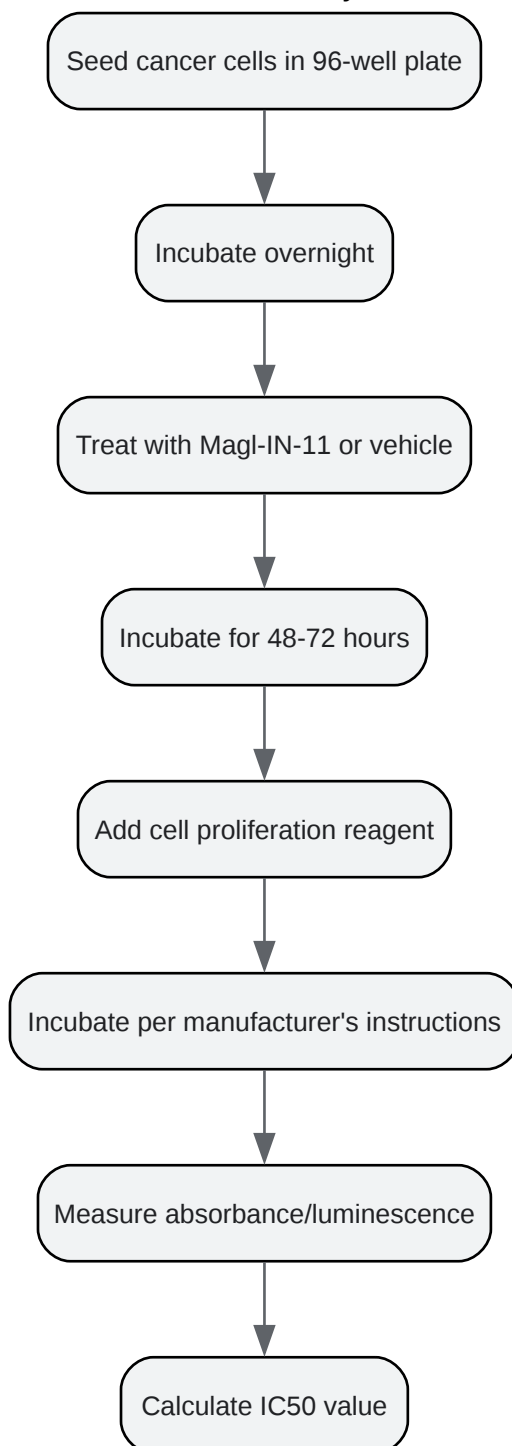 Seed cancer cells in 96-well plate
Incubate overnight
Treat with Magl-IN-11 or vehicle
Incubate for 48-72 hours
Add cell proliferation reagent
Incubate per manufacturer's instructions
Measure absorbance/luminescence
Calculate IC50 value